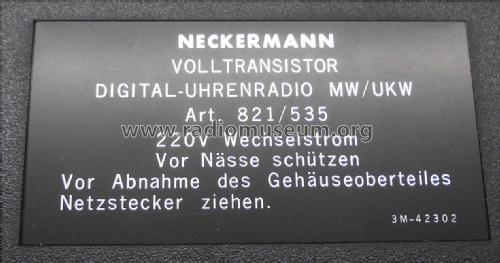 NECKERMANN
VOLLTRANSISTOR
DIGITAL-UHRENRADIO MW/UKW
Art. 821/535
www.radiomuseum.org
220V Wechselstrom
Vor Nässe schützen
Vor Abnahme des Gehäuseoberteiles
Netzstecker ziehen.
3M-42302